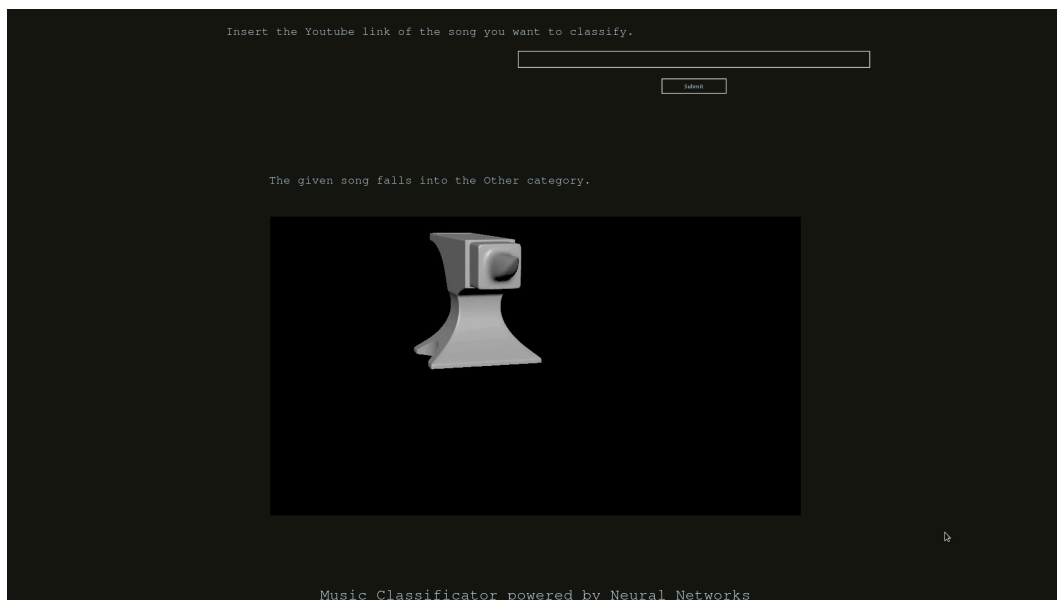 Insert the Youtube link of the song you want to classify.
Submit
The given song falls into the Other category.
Music Classificator powered by Neural Networks